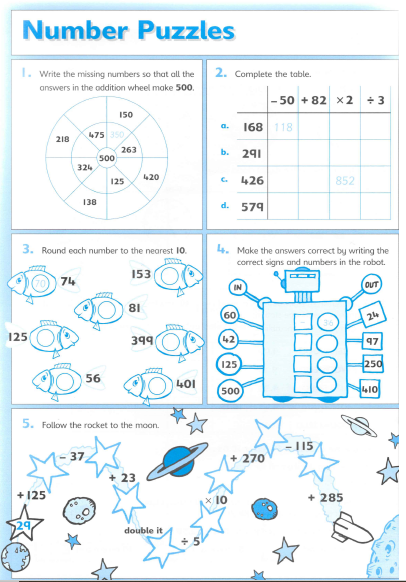 Number Puzzles
1. Write the missing numbers so that all the
answers in the addition wheel make 500.
150
218
475 350
263
500
324
125
420
138
2. Complete the table.
- 50 + 82 × 2 ÷ 3
a. 168 118
b. 291
c. 426 852
d. 579
3. Round each number to the nearest 10.
70 74
153
81
125
399
56
401
4. Make the answers correct by writing the
correct signs and numbers in the robot.
IN OUT
60 - 36 24
42 97
125 250
500 410
5. Follow the rocket to the moon.
29
+125
- 37
+ 23
double it
÷ 5
× 10
+ 270
- 115
+ 285